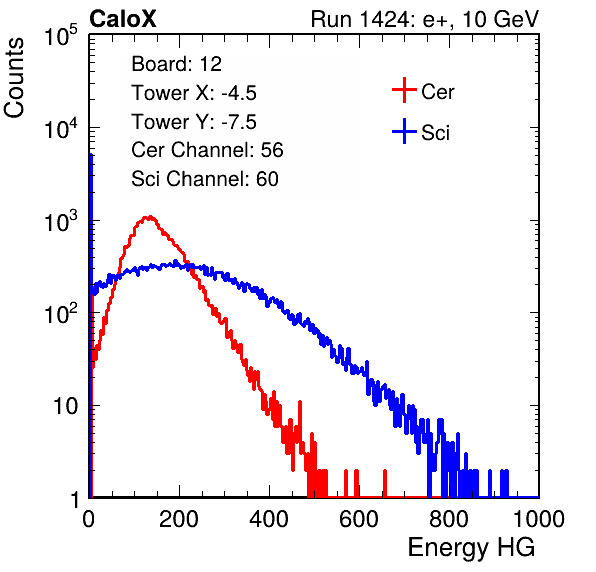 CaloX Run 1424: e+, 10 GeV
Counts
10^5
10^4
10^3
10^2
10
1
Board: 12
Tower X: -4.5
Tower Y: -7.5
Cer Channel: 56
Sci Channel: 60
Cer
Sci
0 200 400 600 800 1000
Energy HG